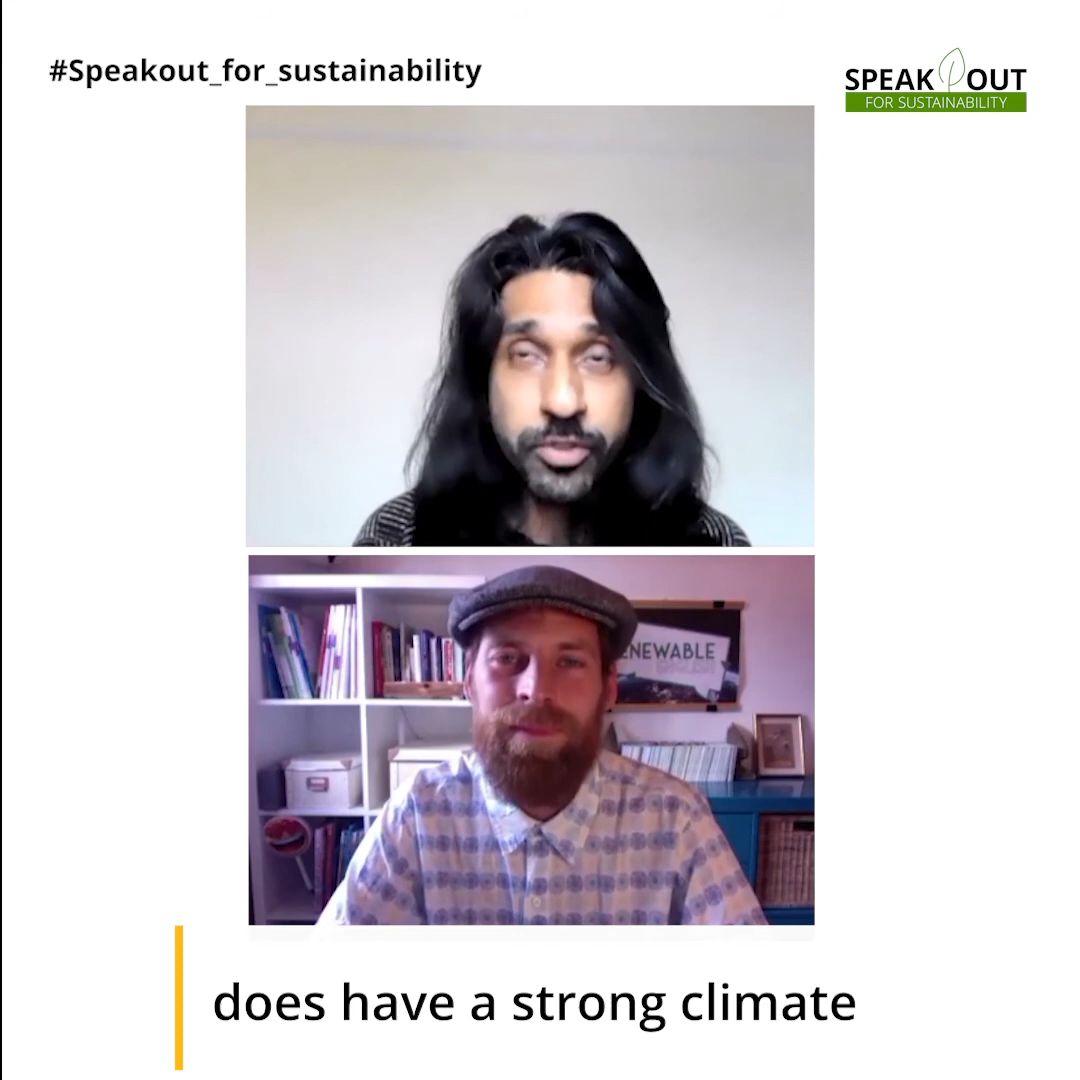 #Speakout_for_sustainability
SPEAK OUT
FOR SUSTAINABILITY
ENEWABLE
does have a strong climate